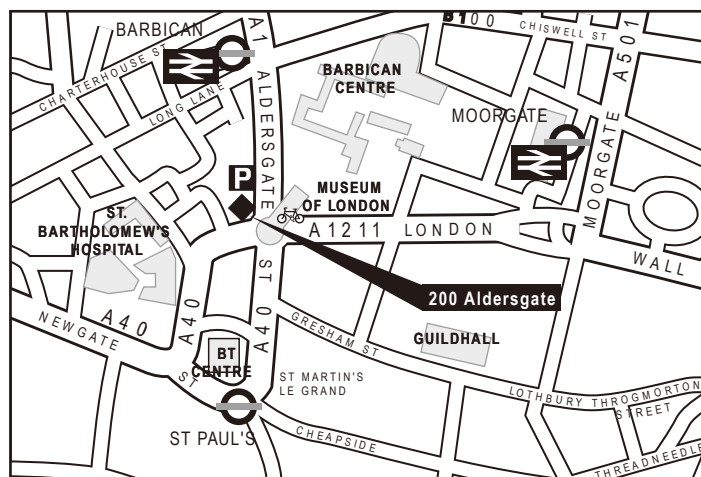 BARBICAN
A1 ALDERSGATE ST
B100
CHISWELL ST
A501
CHARTERHOUSE ST
LONG LANE
BARBICAN
CENTRE
MOORGATE
MOORGATE
P
MUSEUM
OF LONDON
ST.
BARTHOLOMEW'S
HOSPITAL
A1211 LONDON WALL
200 Aldersgate
A40
A40
A40
NEWGATE ST
GRESHAM ST
GUILDHALL
BT
CENTRE
ST MARTIN'S
LE GRAND
LOTHBURY THROGMORTON
STREET
ST PAUL'S
CHEAPSIDE
THREADNEEDLE